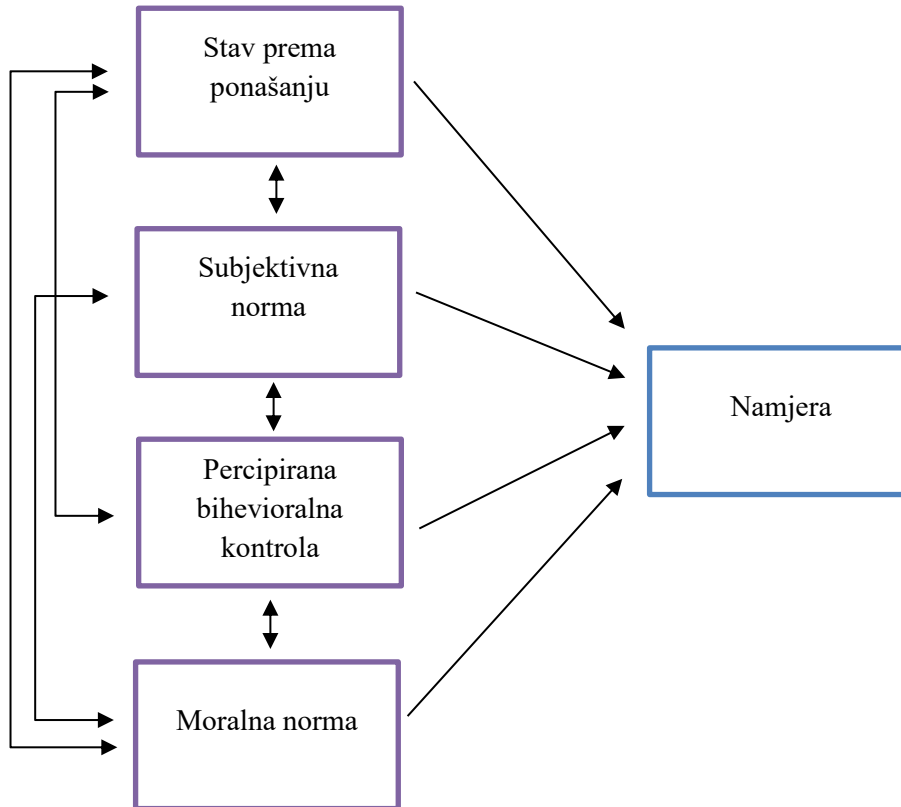 Stav prema
ponašanju
Subjektivna
norma
Namjera
Percipirana
bihevioralna
kontrola
Moralna norma